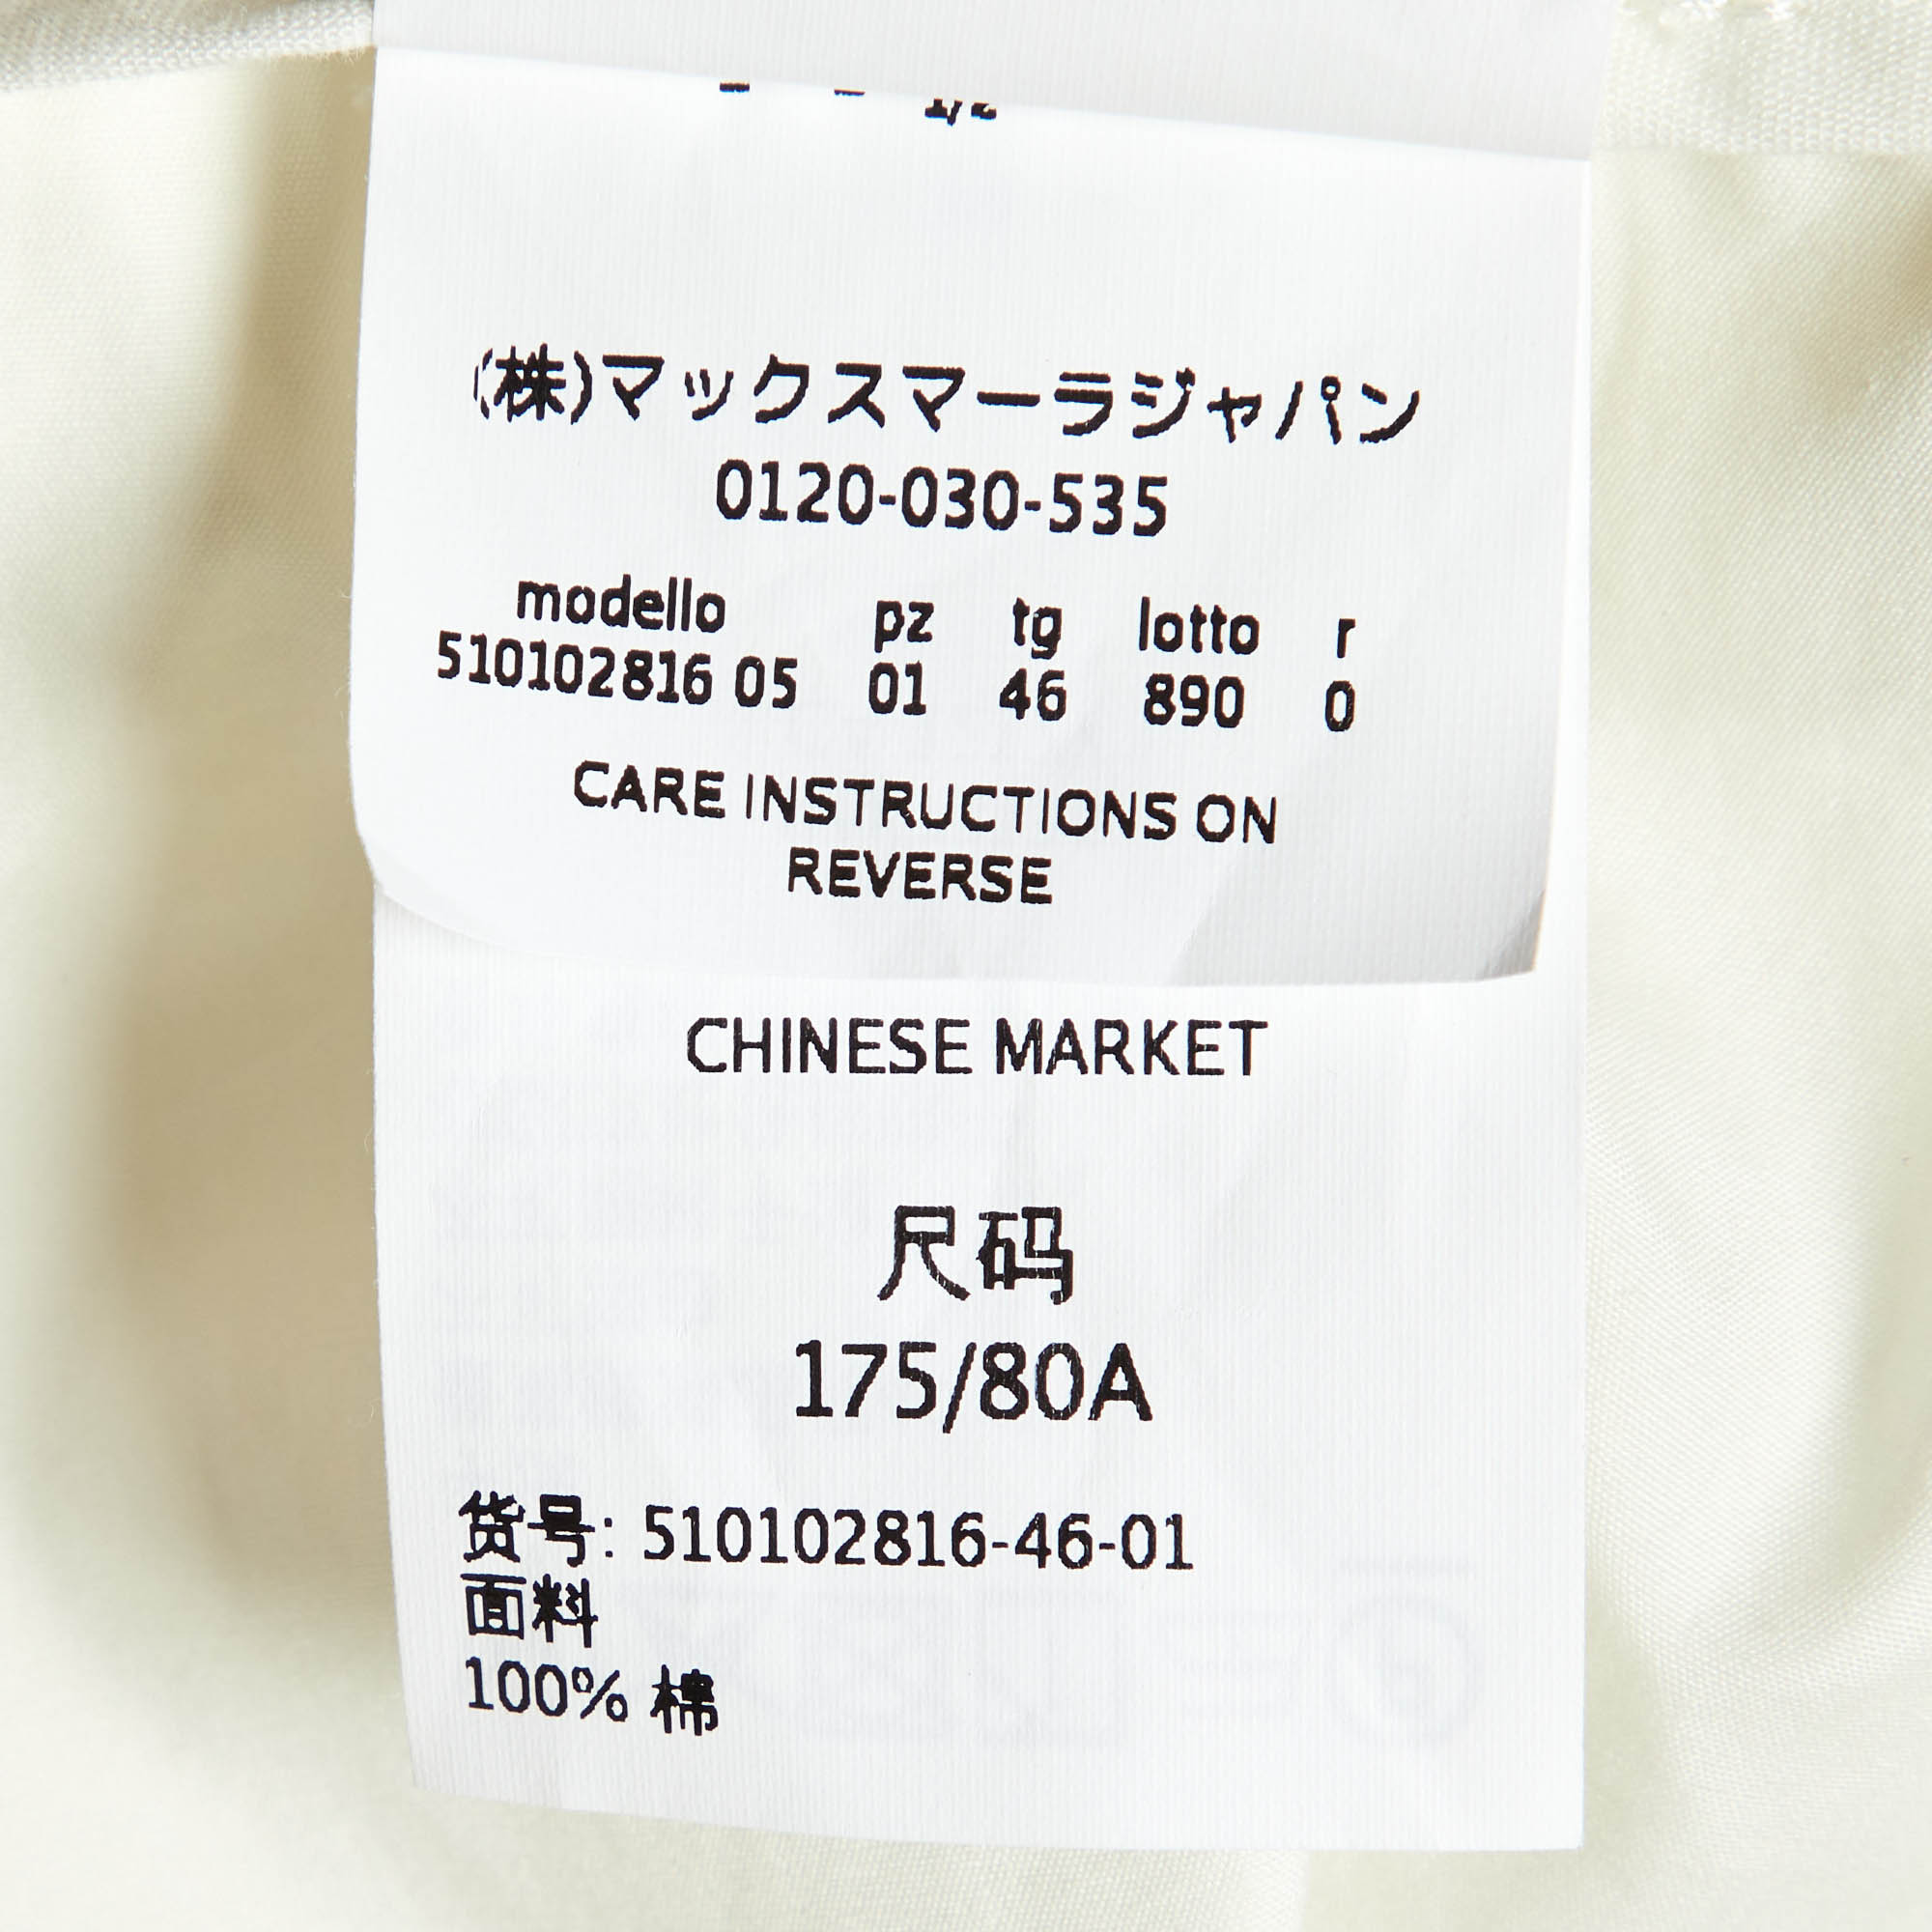 (株)マックスマーラジャパン
0120-030-535
modello pz tg lotto r
510102816 05 01 46 890 0
CARE INSTRUCTIONS ON
REVERSE
CHINESE MARKET
尺码
175/80A
货号: 510102816-46-01
面料
100% 棉